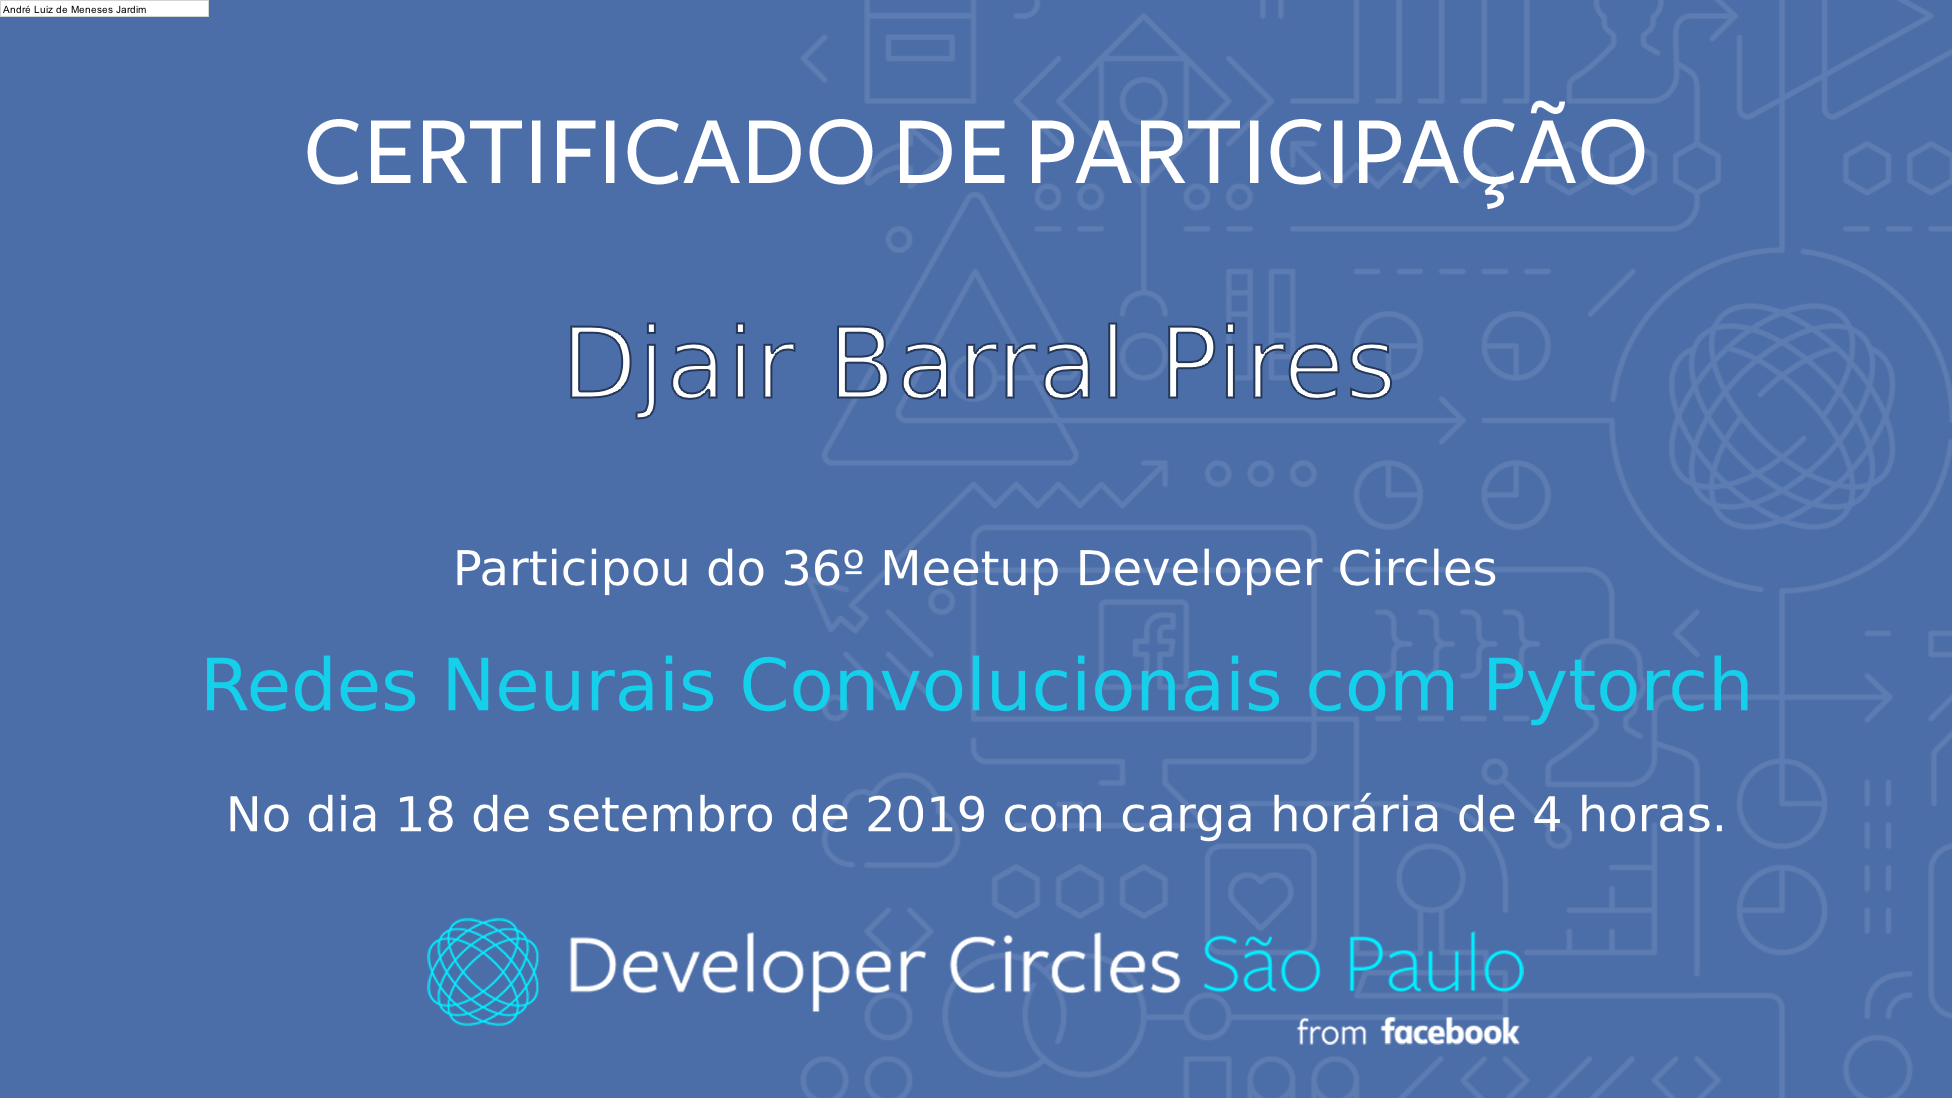 André Luiz de Meneses Jardim
CERTIFICADO DE PARTICIPAÇÃO
Djair Barral Pires
Participou do 36º Meetup Developer Circles
Redes Neurais Convolucionais com Pytorch
No dia 18 de setembro de 2019 com carga horária de 4 horas.
Developer Circles São Paulo
from facebook